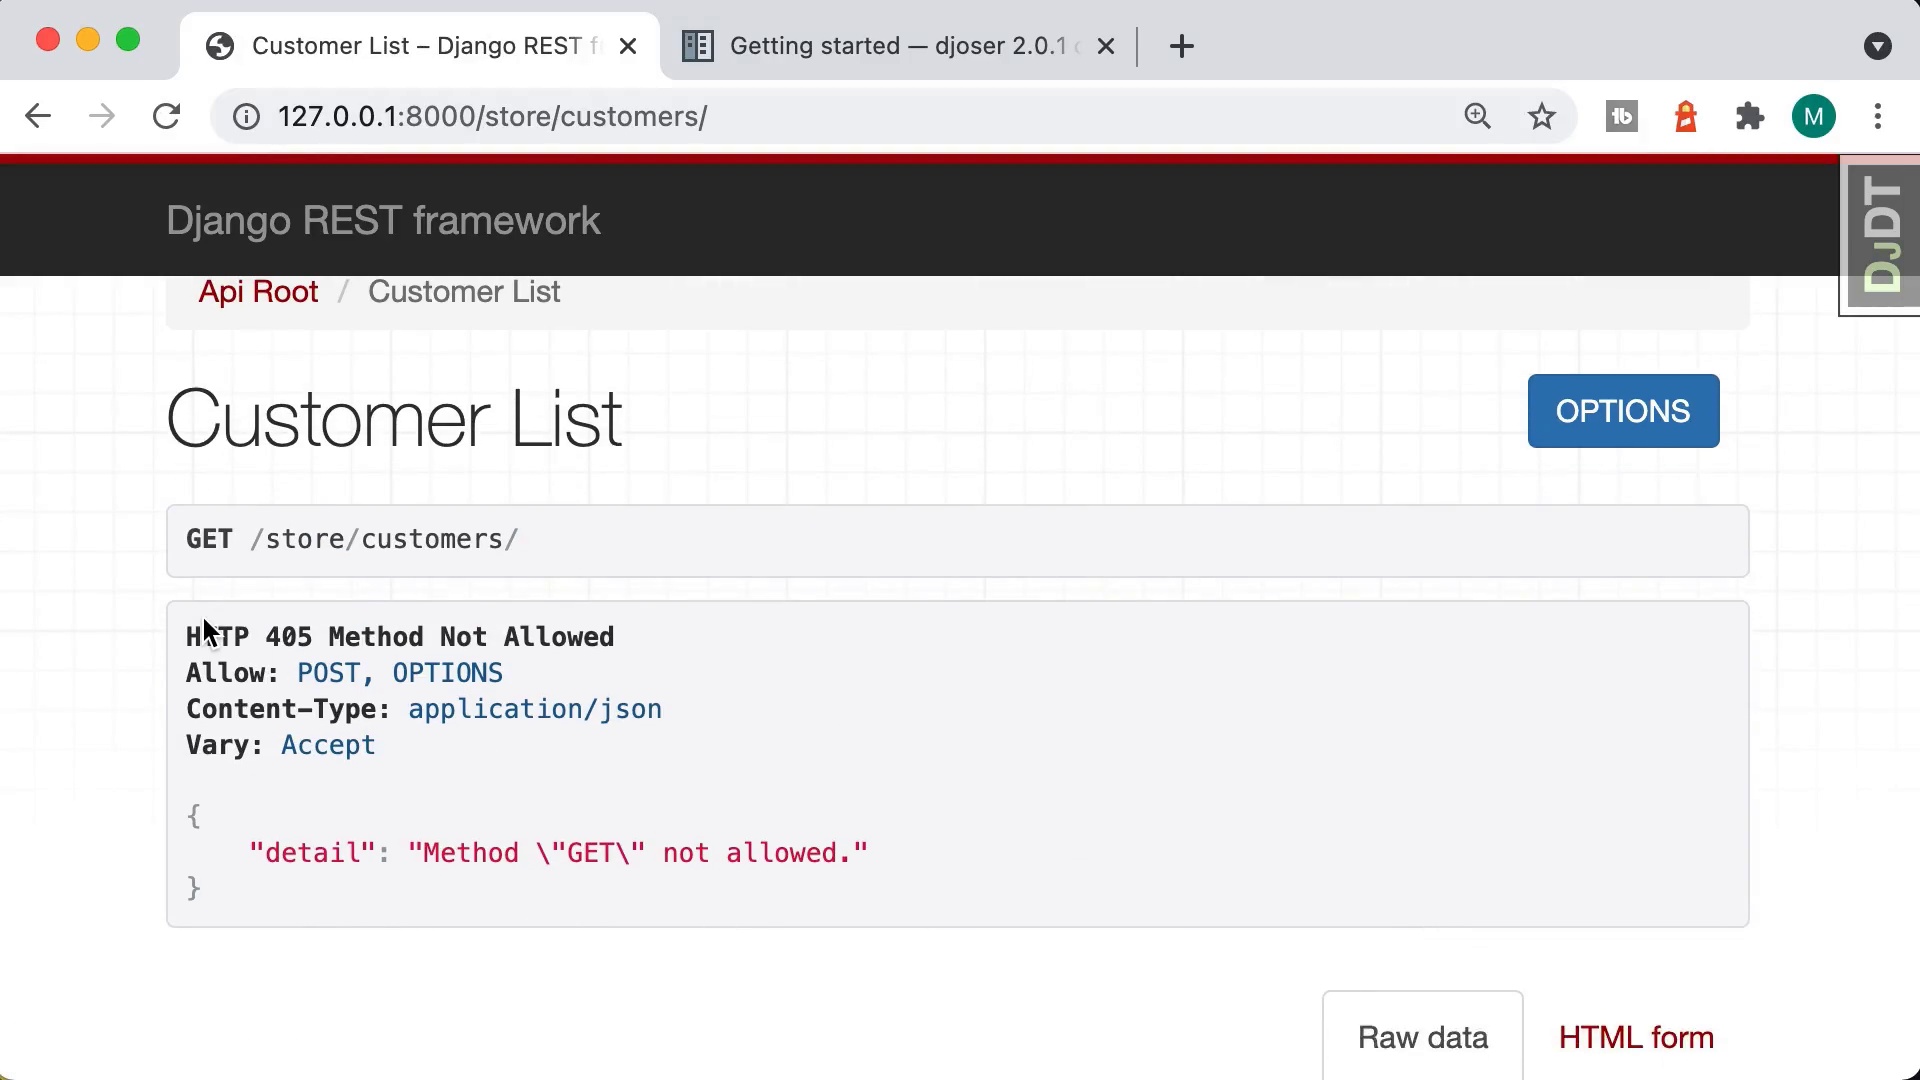 Customer List – Django REST f
Getting started — djoser 2.0.1
127.0.0.1:8000/store/customers/
M
Django REST framework
DJDT
Api Root / Customer List
Customer List
OPTIONS
GET /store/customers/
HTTP 405 Method Not Allowed
Allow: POST, OPTIONS
Content-Type: application/json
Vary: Accept
{
"detail": "Method \"GET\" not allowed."
}
Raw data
HTML form